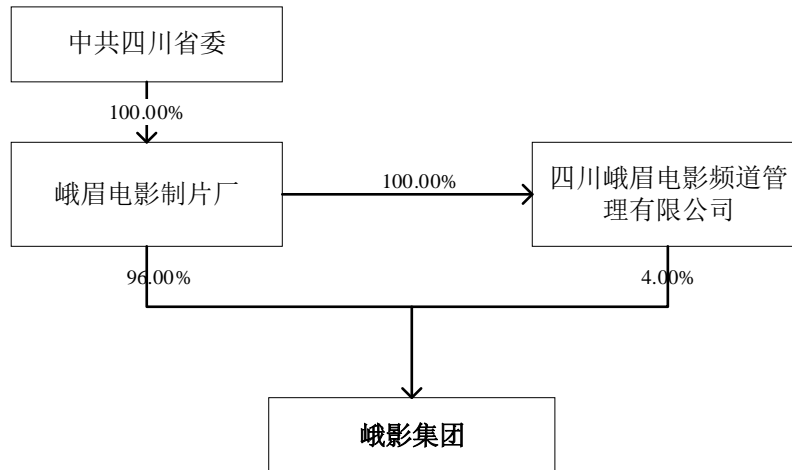 中共四川省委
100.00%
峨眉电影制片厂
100.00%
四川峨眉电影频道管
理有限公司
96.00%
4.00%
峨影集团